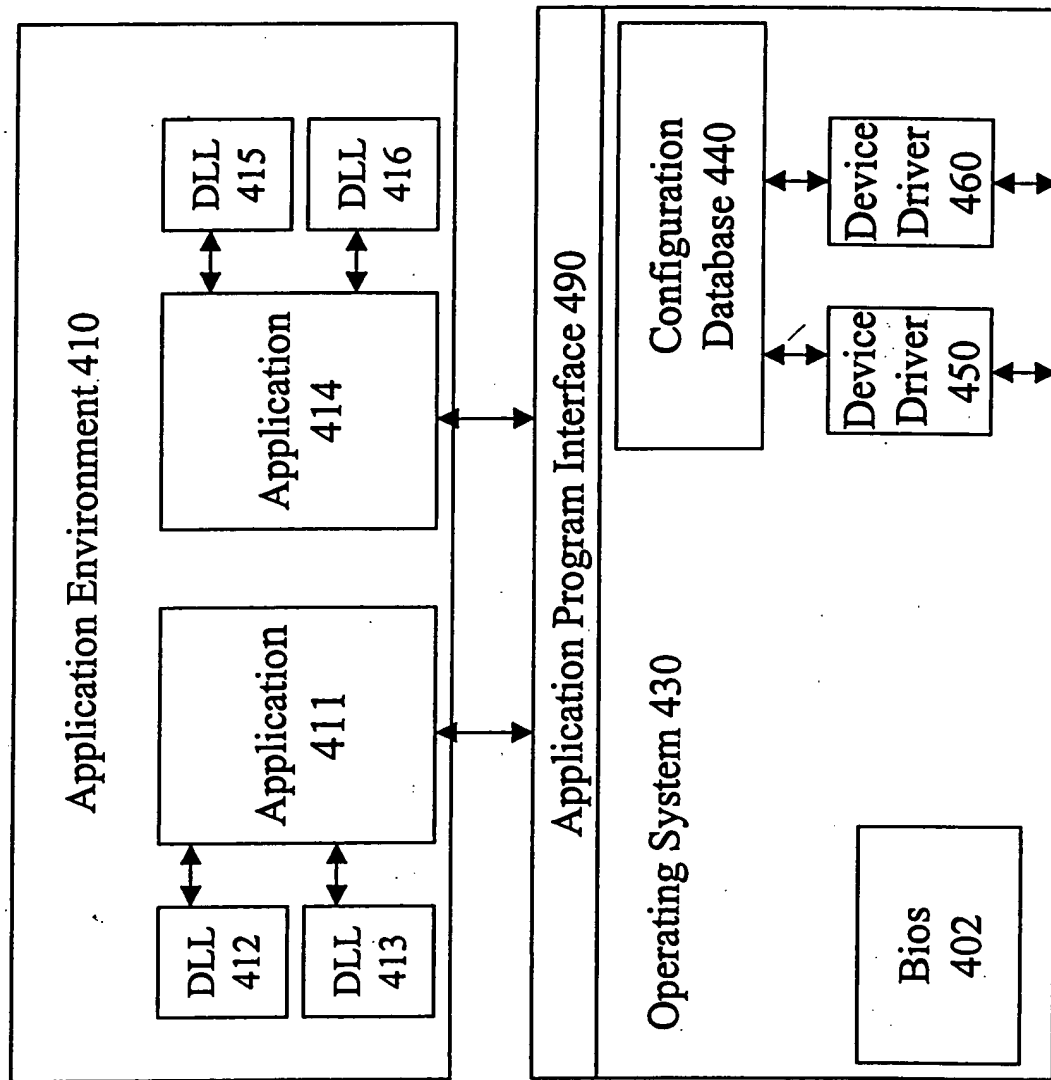 Application Environment 410
DLL
412
DLL
413
Application
411
Application
414
DLL
415
DLL
416
Application Program Interface 490
Operating System 430
Bios
402
Configuration
Database 440
Device
Driver
450
Device
Driver
460